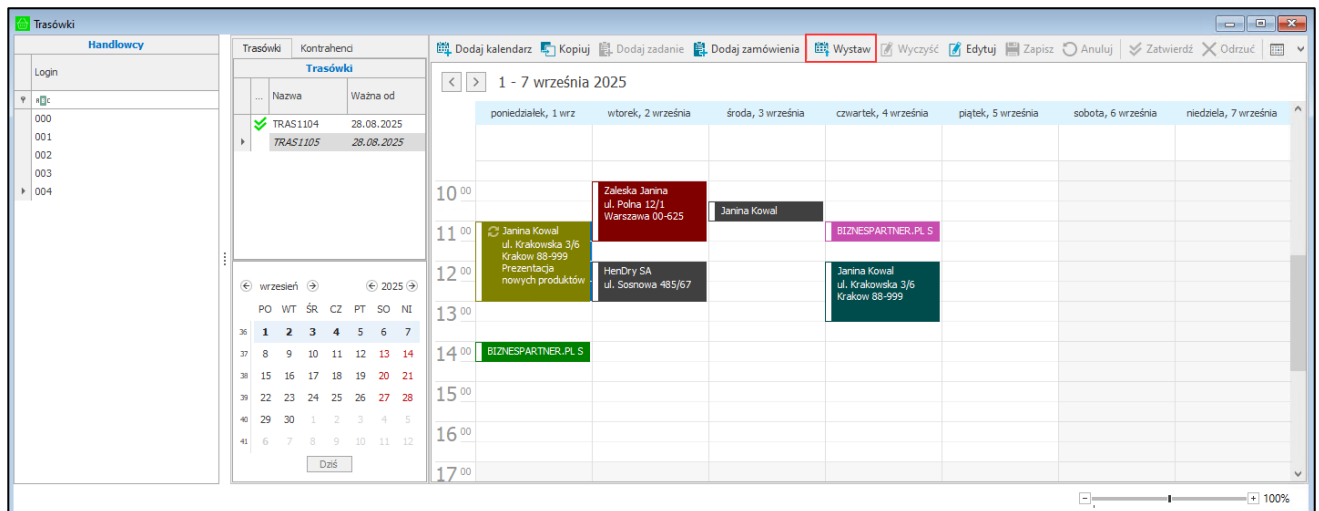 Trasówki
Handlowcy
Login
000
001
002
003
004
Trasówki Kontrahenci
Trasówki
... Nazwa Ważna od
TRAS1104 28.08.2025
TRAS1105 28.08.2025
wrzesień 2025
PO WT ŚR CZ PT SO NI
36 1 2 3 4 5 6 7
37 8 9 10 11 12 13 14
38 15 16 17 18 19 20 21
39 22 23 24 25 26 27 28
40 29 30 1 2 3 4 5
41 6 7 8 9 10 11 12
Dziś
Dodaj kalendarz Kopiuj Dodaj zadanie Dodaj zamówienia Wystaw Wyczyść Edytuj Zapisz Anuluj Zatwierdź Odrzuć
1 - 7 września 2025
poniedziałek, 1 wrz wtorek, 2 września środa, 3 września czwartek, 4 września piątek, 5 września sobota, 6 września niedziela, 7 wrzesień
10 00
11 00
12 00
13 00
14 00
15 00
16 00
17 00
Janina Kowal
ul. Krakowska 3/6
Krakow 88-999
Prezentacja
nowych produktów
BIZNESPARTNER.PL S
Zaleska Janina
ul. Polna 12/1
Warszawa 00-625
HenDry SA
ul. Sosnowa 485/67
Janina Kowal
BIZNESPARTNER.PL S
Janina Kowal
ul. Krakowska 3/6
Krakow 88-999
100%